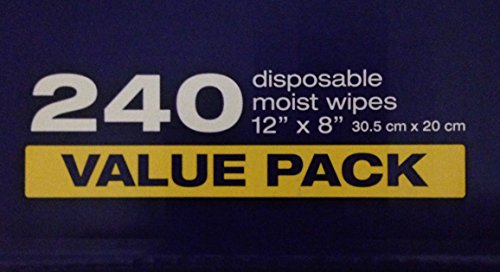 240
disposable
moist wipes
12” x 8” 30.5 cm x 20 cm
VALUE PACK